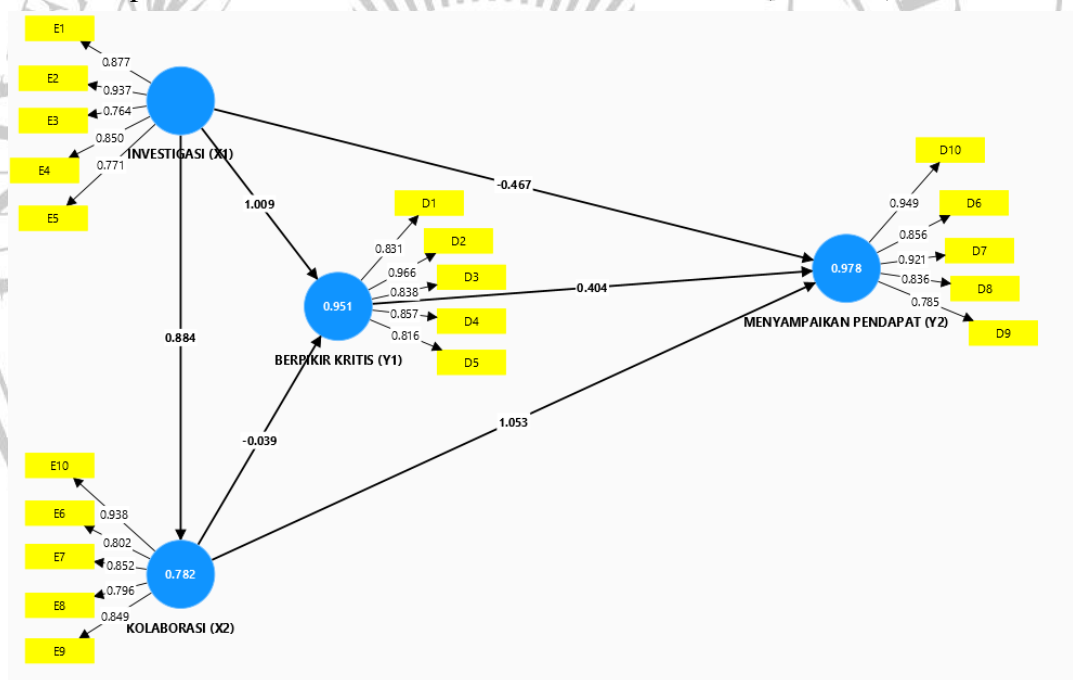 E1
0.877
E2
0.937
E3
0.764
0.850
E4
0.771
E5
INVESTIGASI (X1)
-0.467
1.009
0.884
D1
0.831
D2
0.966
D3
0.838
D4
0.857
D5
0.816
0.951
BERPIKIR KRITIS (Y1)
0.404
D10
0.949
D6
0.856
D7
0.921
D8
0.836
D9
0.785
0.978
MENYAMPAIKAN PENDAPAT (Y2)
-0.039
1.053
E10
0.938
E6
0.802
E7
0.852
E8
0.796
0.849
E9
0.782
KOLABORASI (X2)